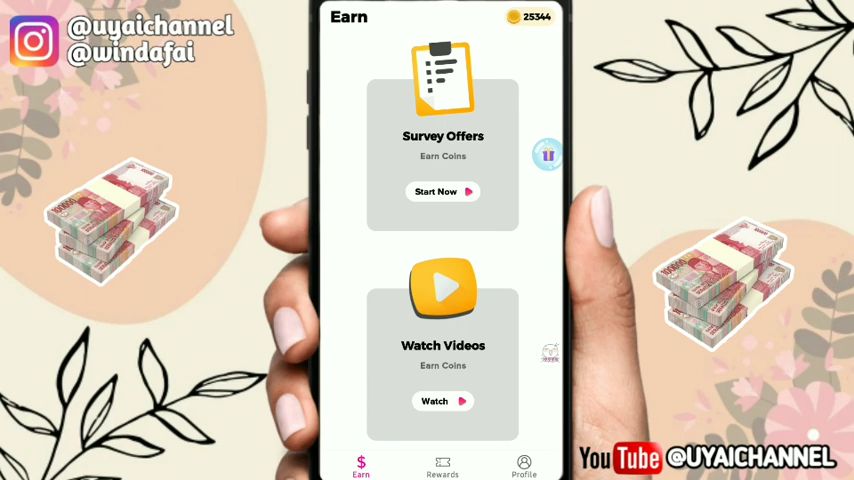 @uyaichannel
@windafai
Earn
25344
Survey Offers
Earn Coins
Start Now
Watch Videos
Earn Coins
Watch
$
Earn
Rewards
Profile
100000
YouTube @UYAICHANNEL